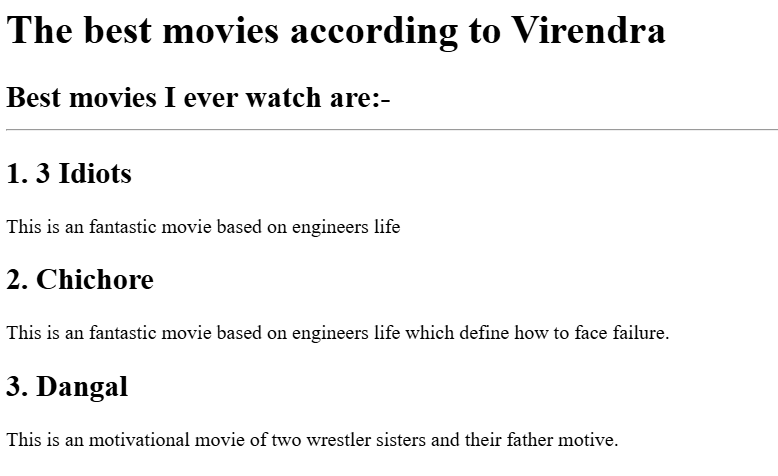 The best movies according to Virendra
Best movies I ever watch are:-
1. 3 Idiots
This is an fantastic movie based on engineers life
2. Chichore
This is an fantastic movie based on engineers life which define how to face failure.
3. Dangal
This is an motivational movie of two wrestler sisters and their father motive.